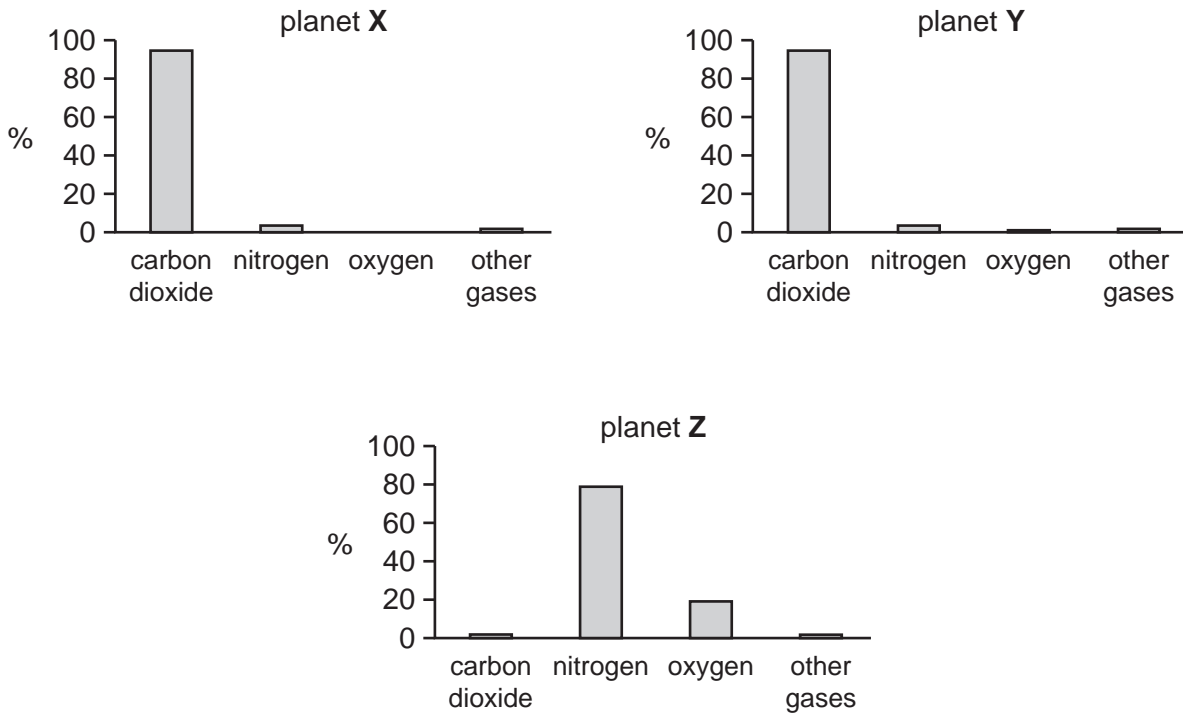 planet X
100
80
60
40
20
0
%
carbon dioxide
nitrogen
oxygen
other gases
planet Y
100
80
60
40
20
0
%
carbon dioxide
nitrogen
oxygen
other gases
planet Z
100
80
60
40
20
0
%
carbon dioxide
nitrogen
oxygen
other gases